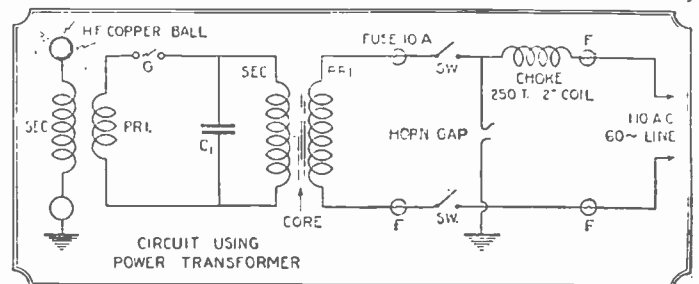 H.F. COPPER BALL
FUSE 10 A
F
G
SEC
PRI.
SW
CHOKE
250 T. 2" COIL
SEC
PRI.
C1
HORN GAP
110 A C
60~ LINE
CORE
F
SW.
F
CIRCUIT USING
POWER TRANSFORMER